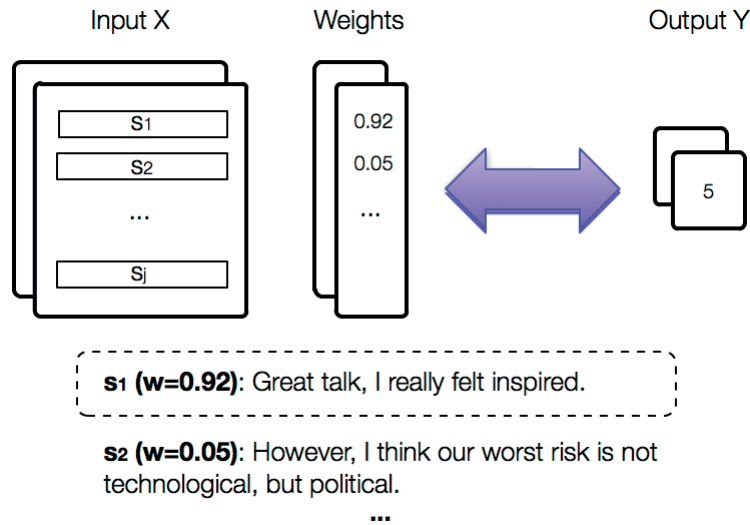 Input X Weights Output Y
S1 0.92
S2 0.05 5
... ...
Sj
s1 (w=0.92): Great talk, I really felt inspired.
s2 (w=0.05): However, I think our worst risk is not
technological, but political.
...